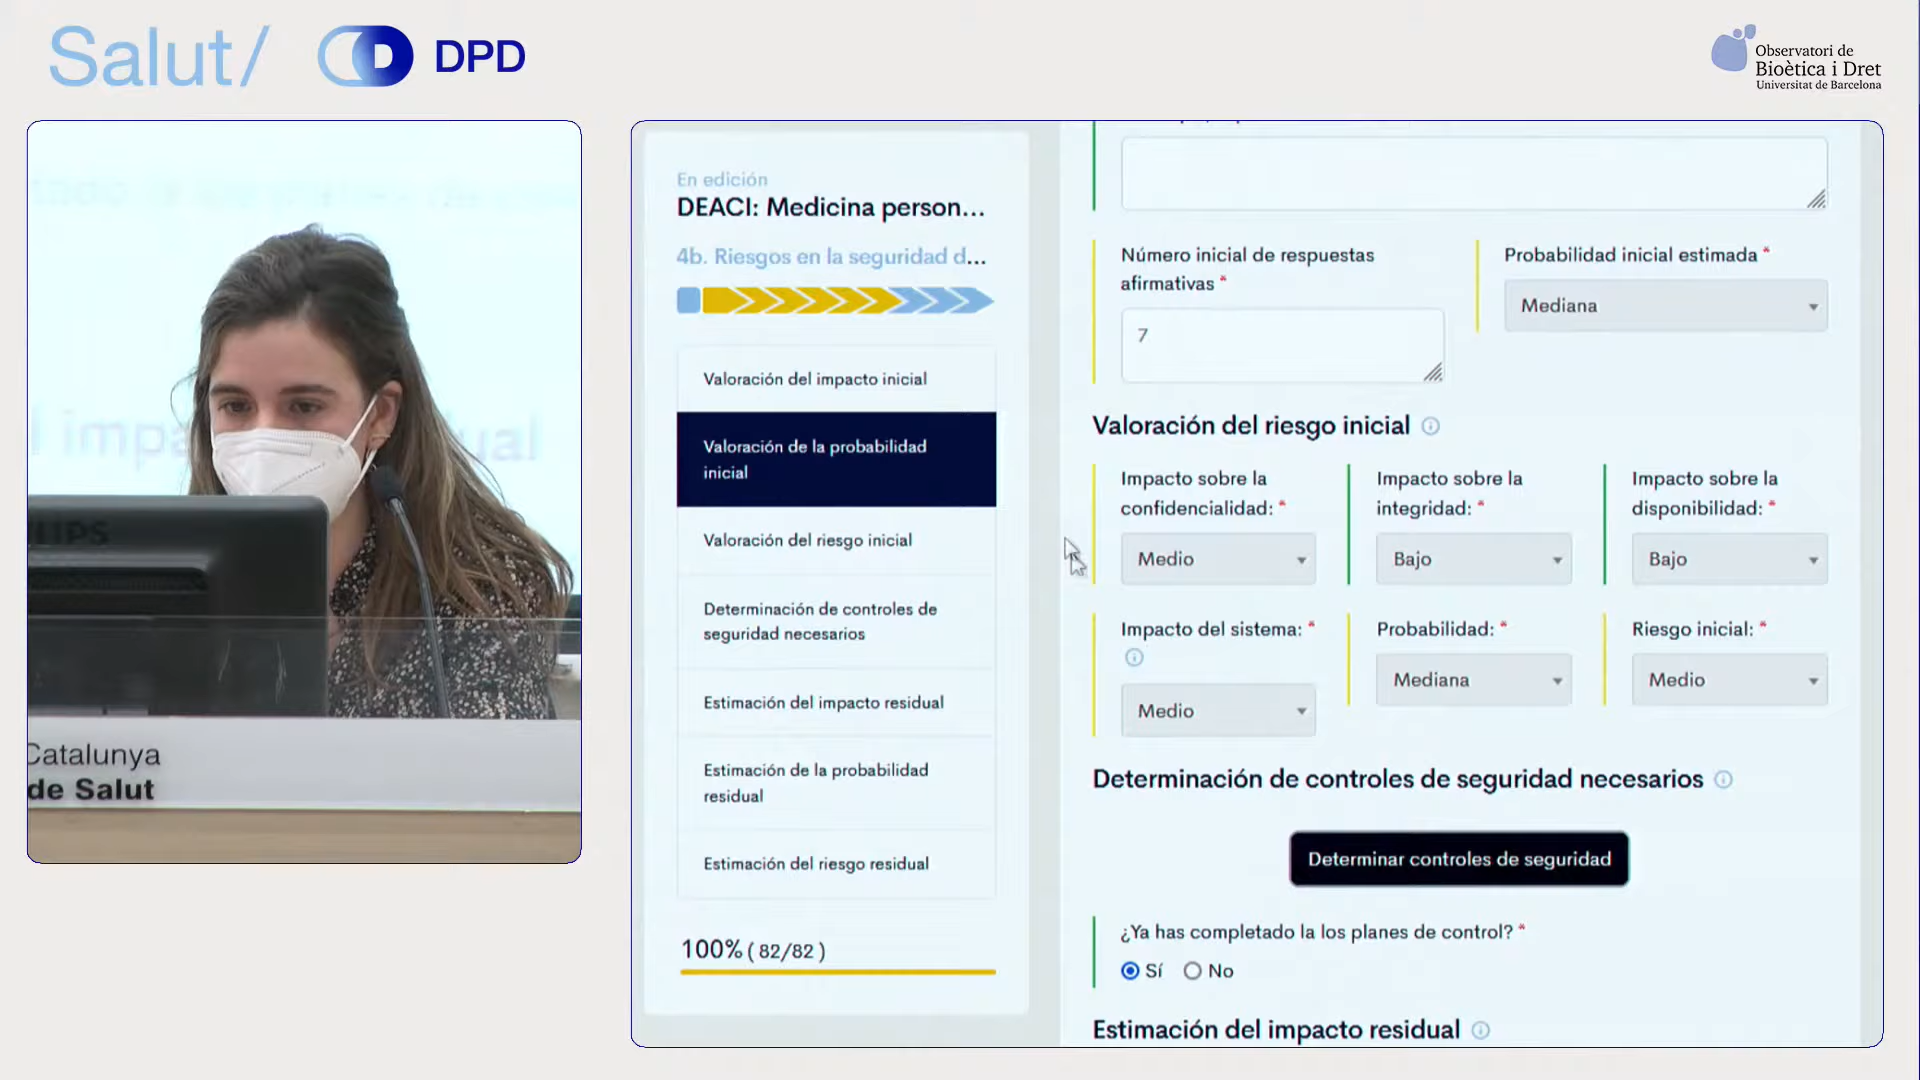 Salut/
DPD
Observatori de
Bioètica i Dret
Universitat de Barcelona
Catalunya
de Salut
En edición
DEACI: Medicina person...
4b. Riesgos en la seguridad d...
Valoración del impacto inicial
Valoración de la probabilidad
inicial
Valoración del riesgo inicial
Determinación de controles de
seguridad necesarios
Estimación del impacto residual
Estimación de la probabilidad
residual
Estimación del riesgo residual
100% ( 82/82 )
Número inicial de respuestas
afirmativas *
7
Probabilidad inicial estimada *
Mediana
Valoración del riesgo inicial
Impacto sobre la
confidencialidad: *
Medio
Impacto sobre la
integridad: *
Bajo
Impacto sobre la
disponibilidad: *
Bajo
Impacto del sistema: *
Medio
Probabilidad: *
Mediana
Riesgo inicial: *
Medio
Determinación de controles de seguridad necesarios
Determinar controles de seguridad
¿Ya has completado la los planes de control? *
Sí
No
Estimación del impacto residual